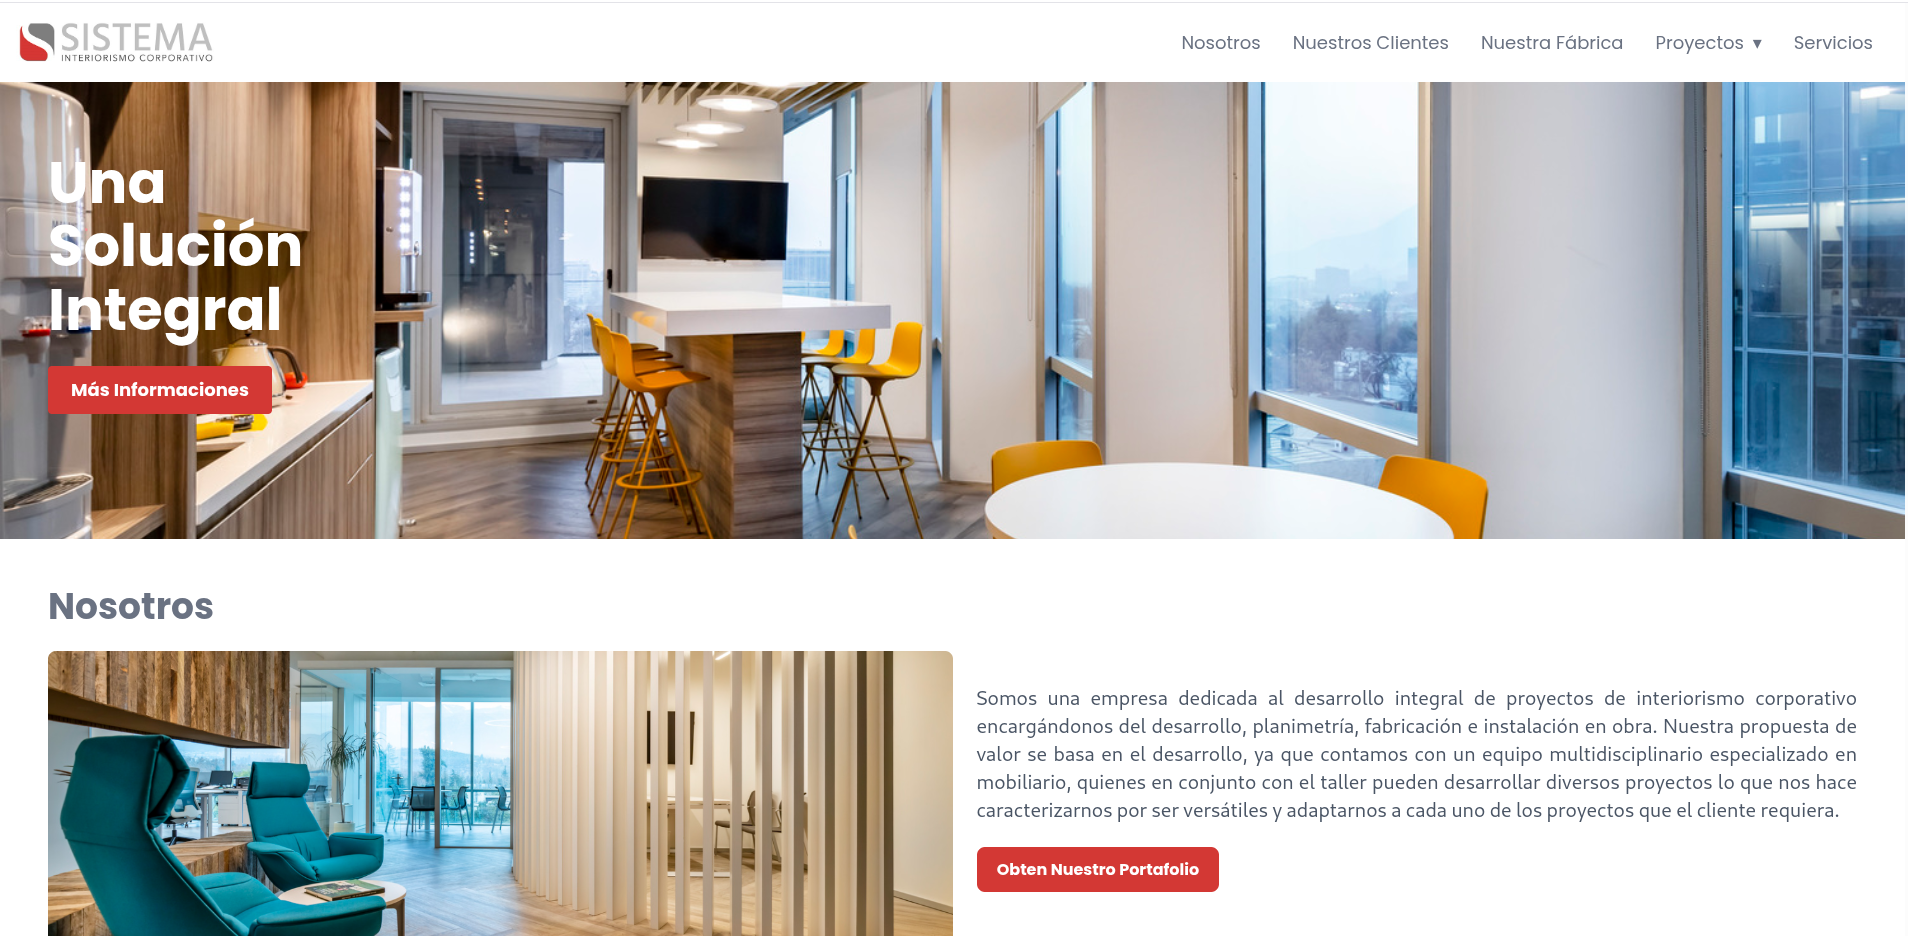 SISTEMA
INTERIORISMO CORPORATIVO
Nosotros
Nuestros Clientes
Nuestra Fábrica
Proyectos ▾
Servicios
Una
Solución
Integral
Más Informaciones
Nosotros
Somos una empresa dedicada al desarrollo integral de proyectos de interiorismo corporativo
encargándonos del desarrollo, planimetría, fabricación e instalación en obra. Nuestra propuesta de
valor se basa en el desarrollo, ya que contamos con un equipo multidisciplinario especializado en
mobiliario, quienes en conjunto con el taller pueden desarrollar diversos proyectos lo que nos hace
caracterizarnos por ser versátiles y adaptarnos a cada uno de los proyectos que el cliente requiera.
Obten Nuestro Portafolio